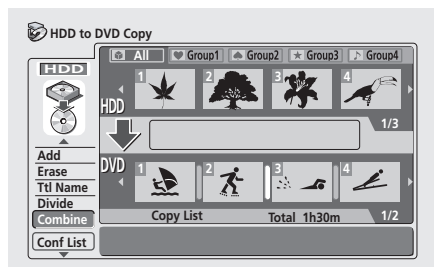 HDD to DVD Copy
All Group1 Group2 Group3 Group4
HDD
1 2 3 4
HDD
1/3
Add
Erase
Ttl Name
Divide
Combine
Conf List
DVD
1 2 3 4
Copy List Total 1h30m 1/2